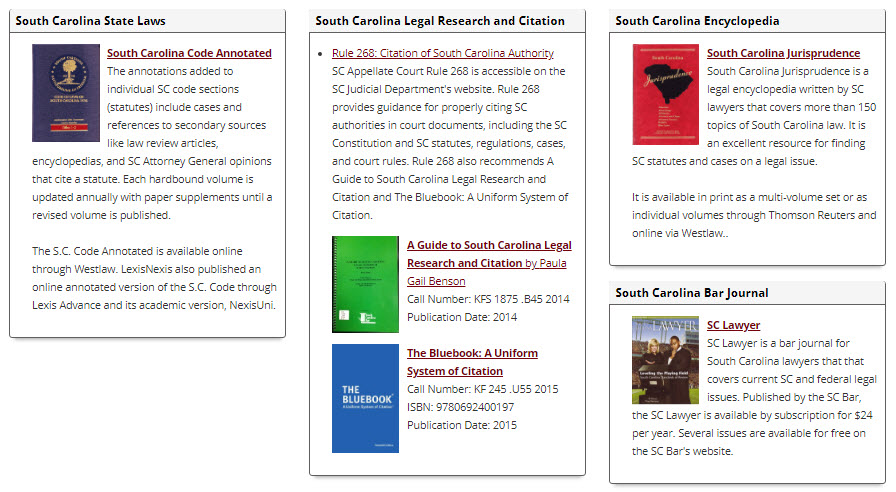 South Carolina State Laws
South Carolina Code Annotated
The annotations added to
individual SC code sections
(statutes) include cases and
references to secondary sources
like law review articles,
encyclopedias, and SC Attorney General opinions
that cite a statute. Each hardbound volume is
updated annually with paper supplements until a
revised volume is published.
The S.C. Code Annotated is available online
through Westlaw. LexisNexis also published an
online annotated version of the S.C. Code through
Lexis Advance and its academic version, NexisUni.
South Carolina Legal Research and Citation
Rule 268: Citation of South Carolina Authority
SC Appellate Court Rule 268 is accessible on the
SC Judicial Department's website. Rule 268
provides guidance for properly citing SC
authorities in court documents, including the SC
Constitution and SC statutes, regulations, cases,
and court rules. Rule 268 also recommends A
Guide to South Carolina Legal Research and
Citation and The Bluebook: A Uniform System of
Citation.
A Guide to South Carolina Legal
Research and Citation by Paula
Gail Benson
Call Number: KFS 1875 .B45 2014
Publication Date: 2014
THE
BLUEBOOK
The Bluebook: A Uniform
System of Citation
Call Number: KF 245 .U55 2015
ISBN: 9780692400197
Publication Date: 2015
South Carolina Encyclopedia
South Carolina
Jurisprudence
South Carolina Jurisprudence
South Carolina Jurisprudence is a
legal encyclopedia written by SC
lawyers that covers more than 150
topics of South Carolina law. It is
an excellent resource for finding
SC statutes and cases on a legal issue.
It is available in print as a multi-volume set or as
individual volumes through Thomson Reuters and
online via Westlaw..
South Carolina Bar Journal
LAWYER
Leveling the Playing Field
SC Lawyer
SC Lawyer is a bar journal for
South Carolina lawyers that that
covers current SC and federal legal
issues. Published by the SC Bar,
the SC Lawyer is available by subscription for $24
per year. Several issues are available for free on
the SC Bar's website.